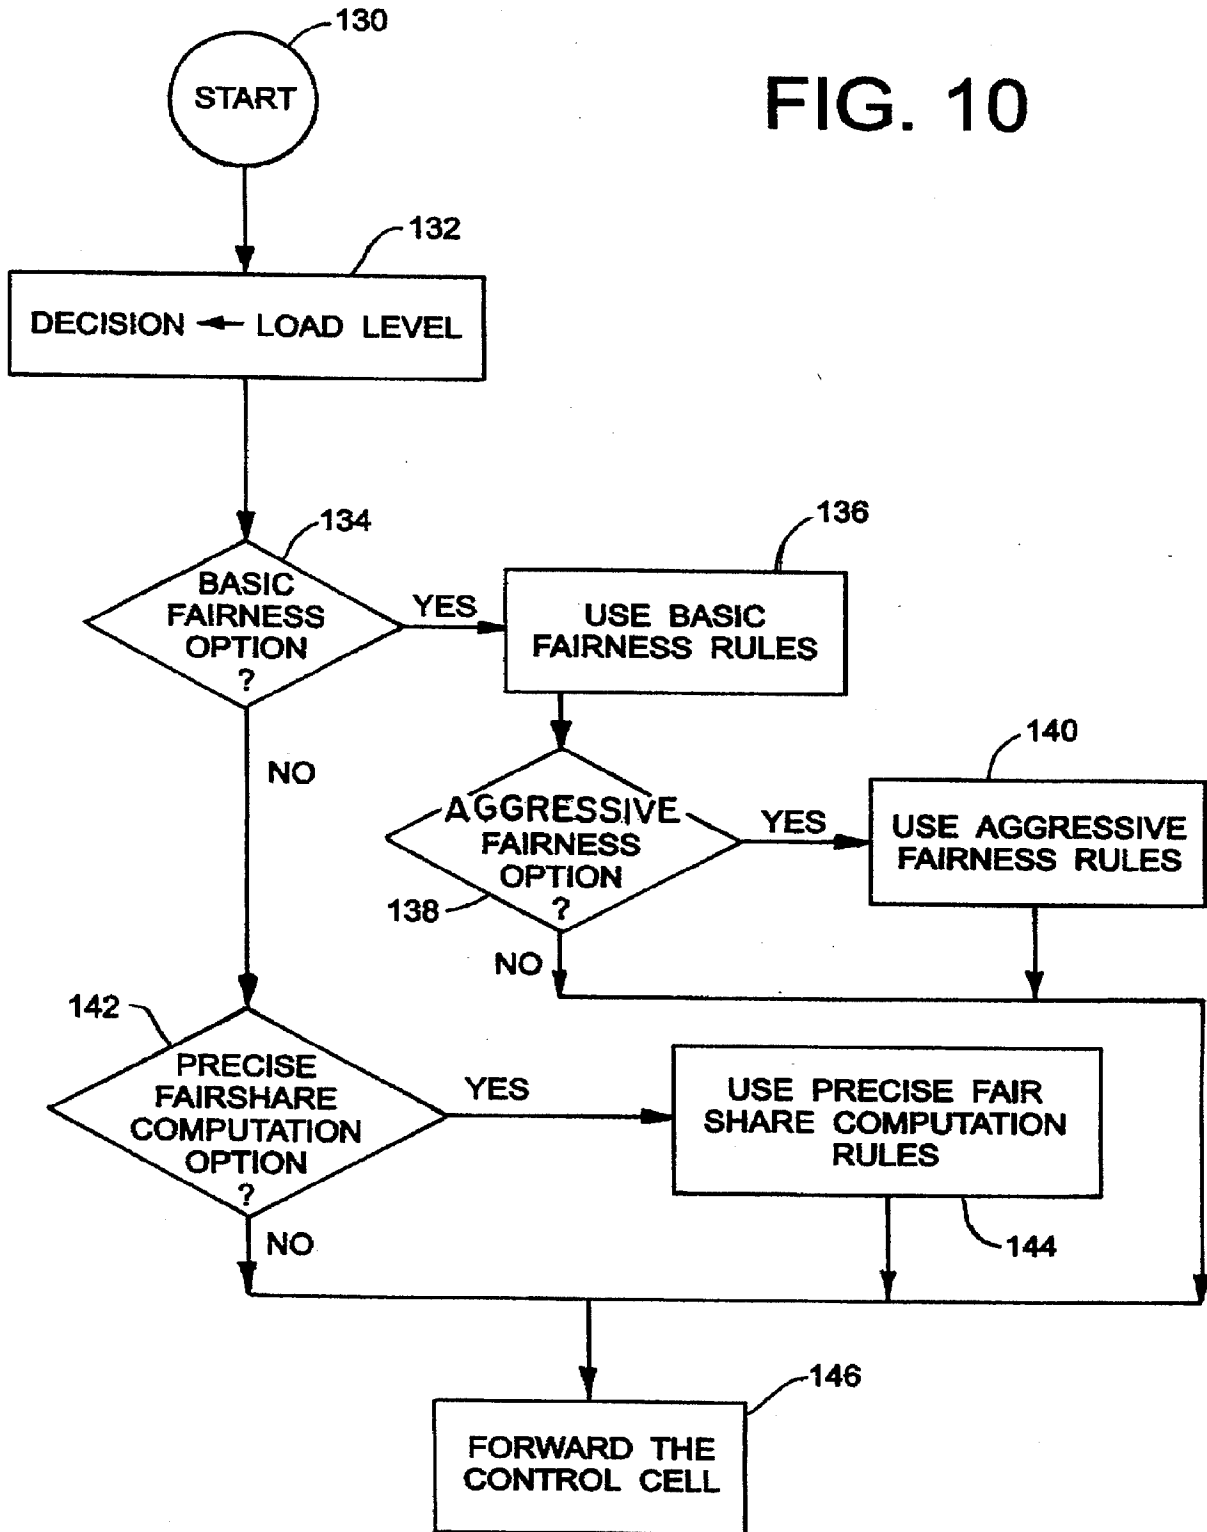 130
START
FIG. 10
132
DECISION ← LOAD LEVEL
134
BASIC
FAIRNESS
OPTION
?
YES
136
USE BASIC
FAIRNESS RULES
NO
AGGRESSIVE
FAIRNESS
OPTION
?
138
YES
140
USE AGGRESSIVE
FAIRNESS RULES
NO
142
PRECISE
FAIRSHARE
COMPUTATION
OPTION
?
YES
USE PRECISE FAIR
SHARE COMPUTATION
RULES
144
NO
146
FORWARD THE
CONTROL CELL